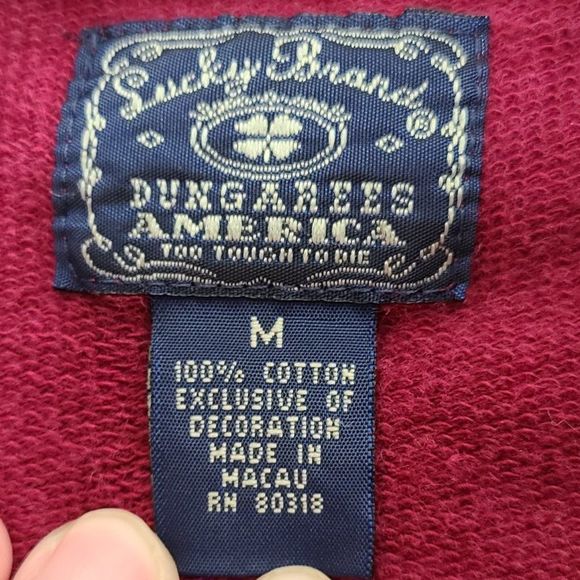 Lucky Brand®
DUNGAREES
AMERICA
TOO TOUGH TO DIE
M
100% COTTON
EXCLUSIVE OF
DECORATION
MADE IN
MACAU
RN 80318